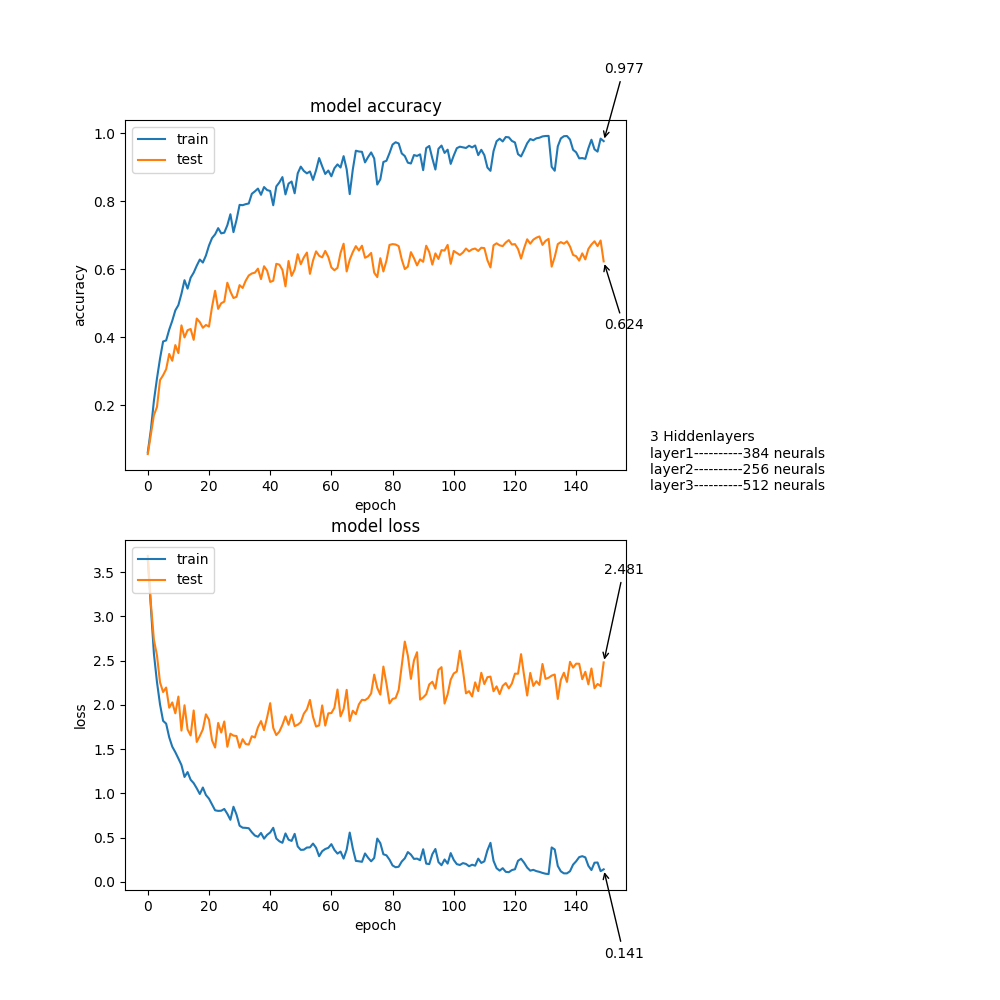 0.977
model accuracy
train
test
1.0
0.8
0.6
0.4
0.2
accuracy
0.624
0 20 40 60 80 100 120 140
epoch
3 Hiddenlayers
layer1----------384 neurals
layer2----------256 neurals
layer3----------512 neurals
model loss
train
test
2.481
3.5
3.0
2.5
2.0
1.5
1.0
0.5
0.0
loss
0 20 40 60 80 100 120 140
epoch
0.141